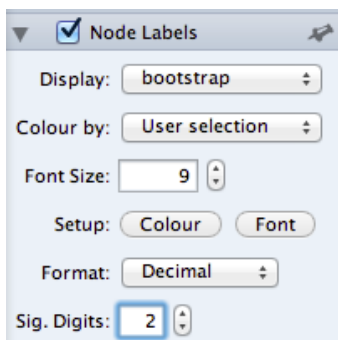 Node Labels
Display: bootstrap
Colour by: User selection
Font Size: 9
Setup: Colour Font
Format: Decimal
Sig. Digits: 2